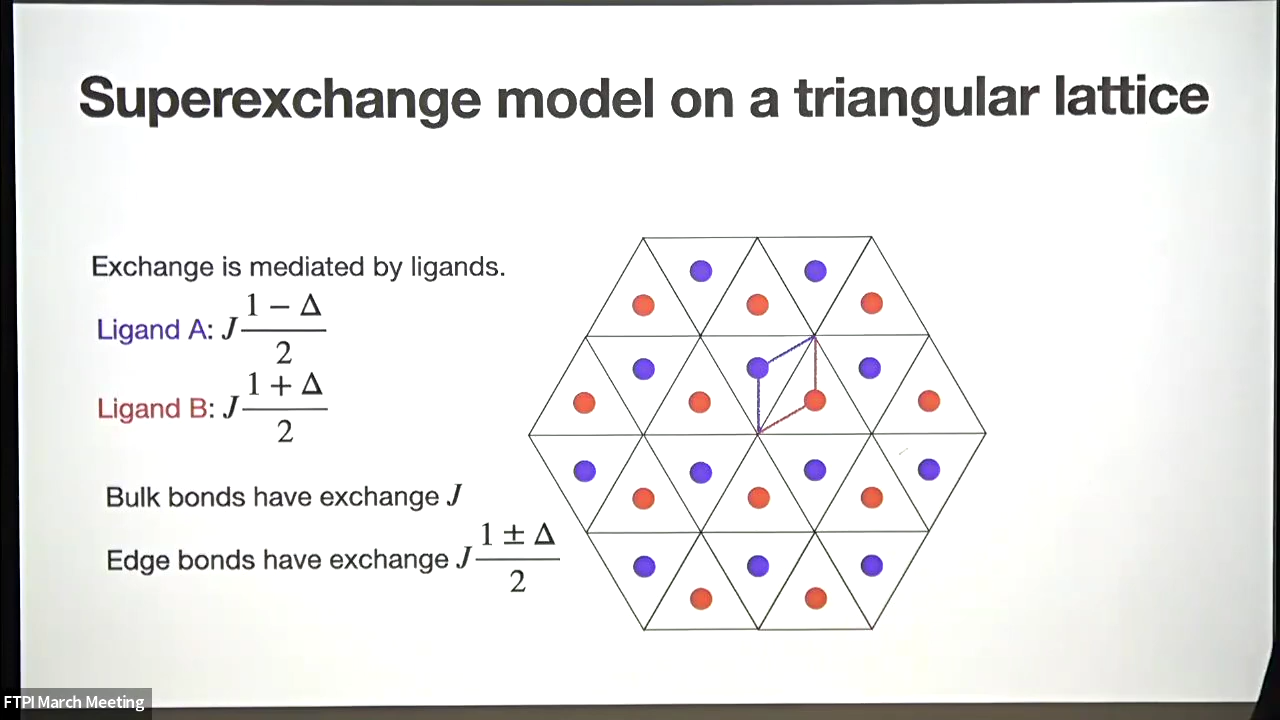 Superexchange model on a triangular lattice
Exchange is mediated by ligands.
Ligand A: J (1 − Δ)/2
Ligand B: J (1 + Δ)/2
Bulk bonds have exchange J
Edge bonds have exchange J (1 ± Δ)/2
FTPI March Meeting